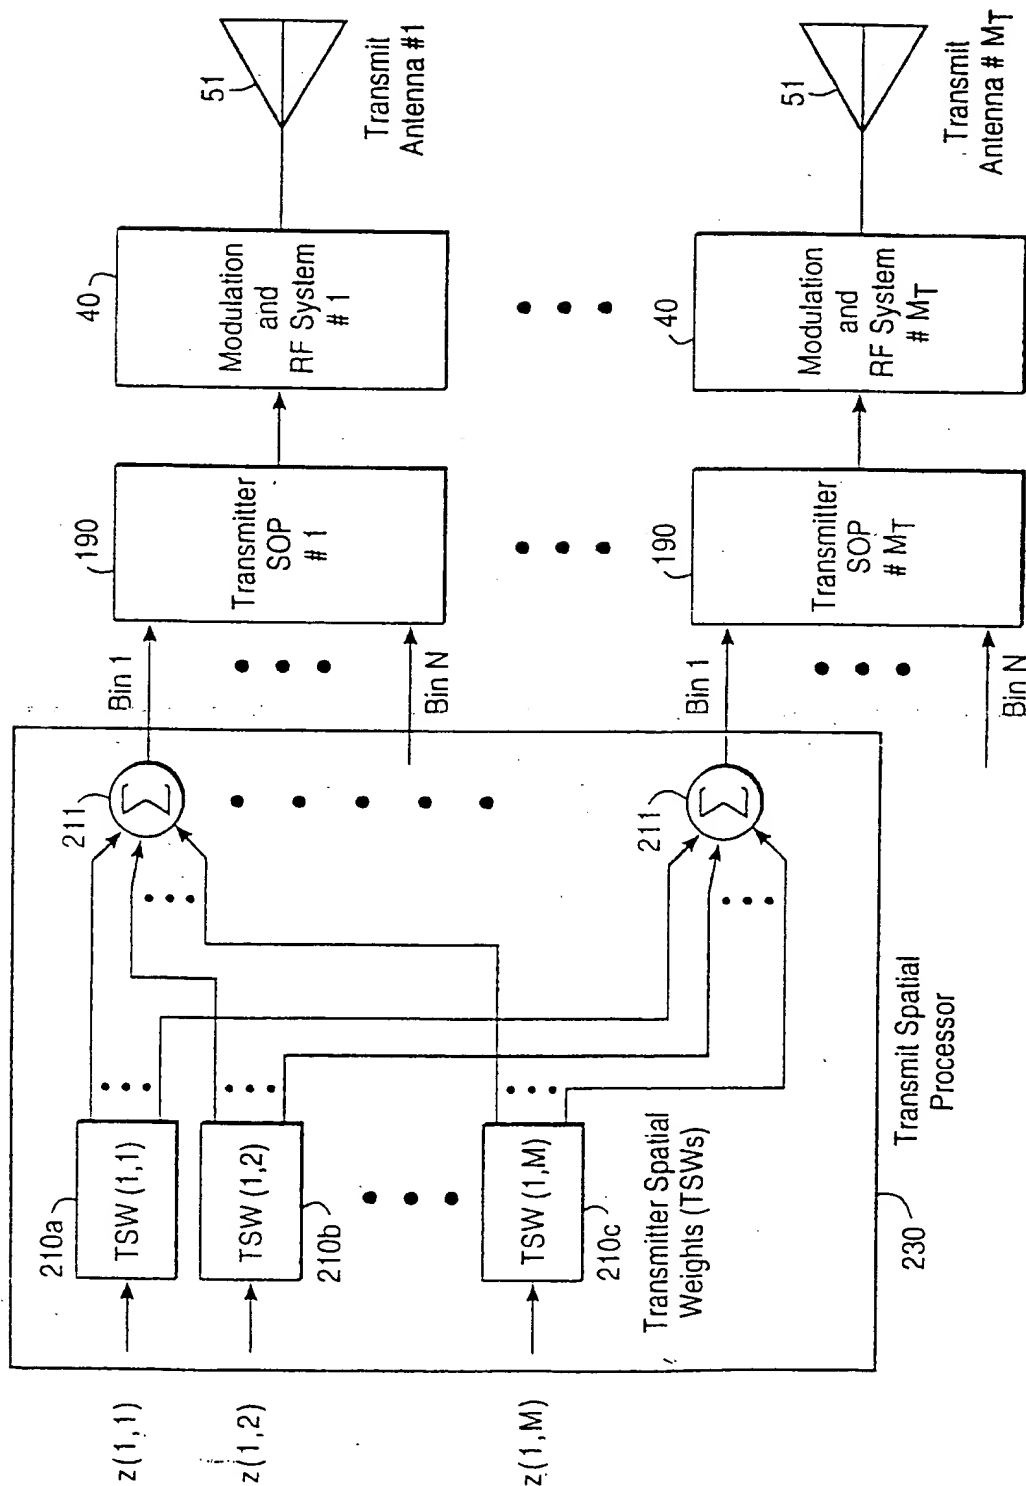 z(1,1)
z(1,2)
z(1,M)
210a
TSW (1,1)
TSW (1,2)
210b
TSW (1,M)
210c
Transmitter Spatial
Weights (TSWs)
230
Transmit Spatial
Processor
211
Σ
211
Σ
Bin 1
Bin N
Bin 1
Bin N
190
Transmitter
SOP
# 1
190
Transmitter
SOP
# MT
40
Modulation
and
RF System
# 1
40
Modulation
and
RF System
# MT
51
Transmit
Antenna #1
51
Transmit
Antenna # MT